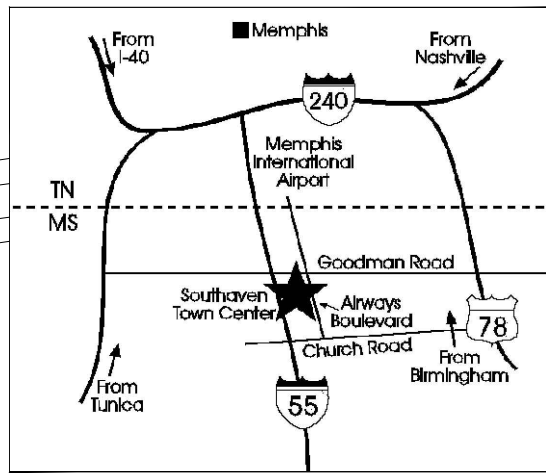 From
I-40
Memphis
From
Nashville
240
Memphis
International
Airport
TN
MS
Goodman Road
Southaven
Town Center
Airways
Boulevard
78
Church Road
From
Birmingham
From
Tunica
55